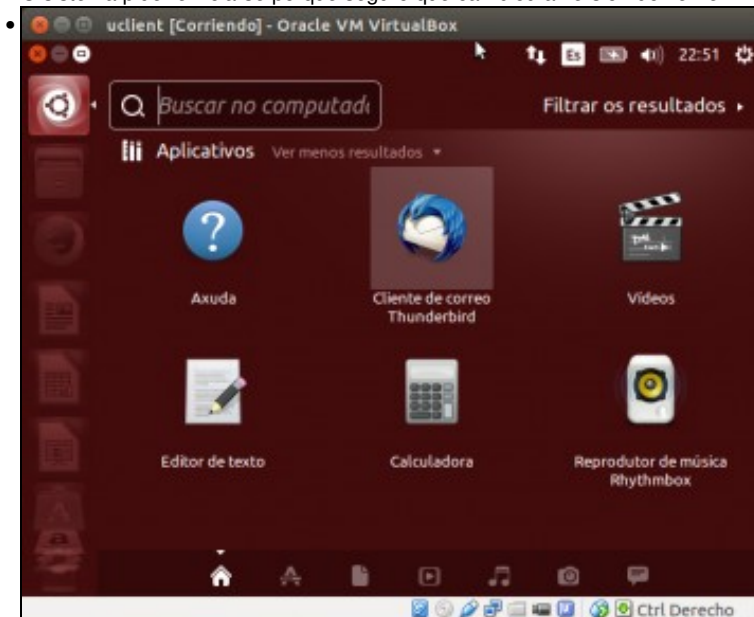 uclient [Corriendo] - Oracle VM VirtualBox
Es
22:51
Buscar no computad
Filtrar os resultados
Aplicativos Ver menos resultados
Axuda
Cliente de correo
Thunderbird
Vídeos
Editor de texto
Calculadora
Reprodutor de música
Rhythmbox
Ctrl Derecho